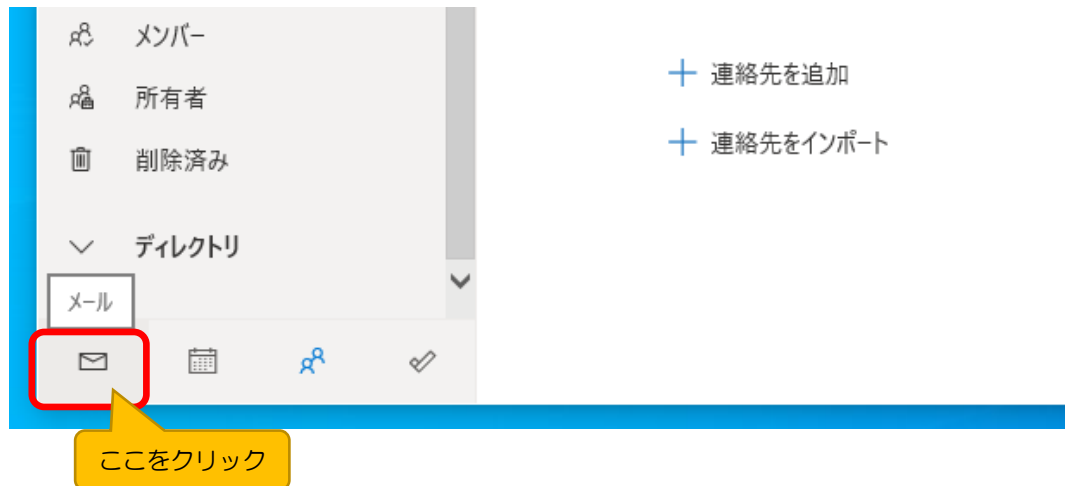 メンバー
所有者
削除済み
ディレクトリ
メール
連絡先を追加
連絡先をインポート
ここをクリック